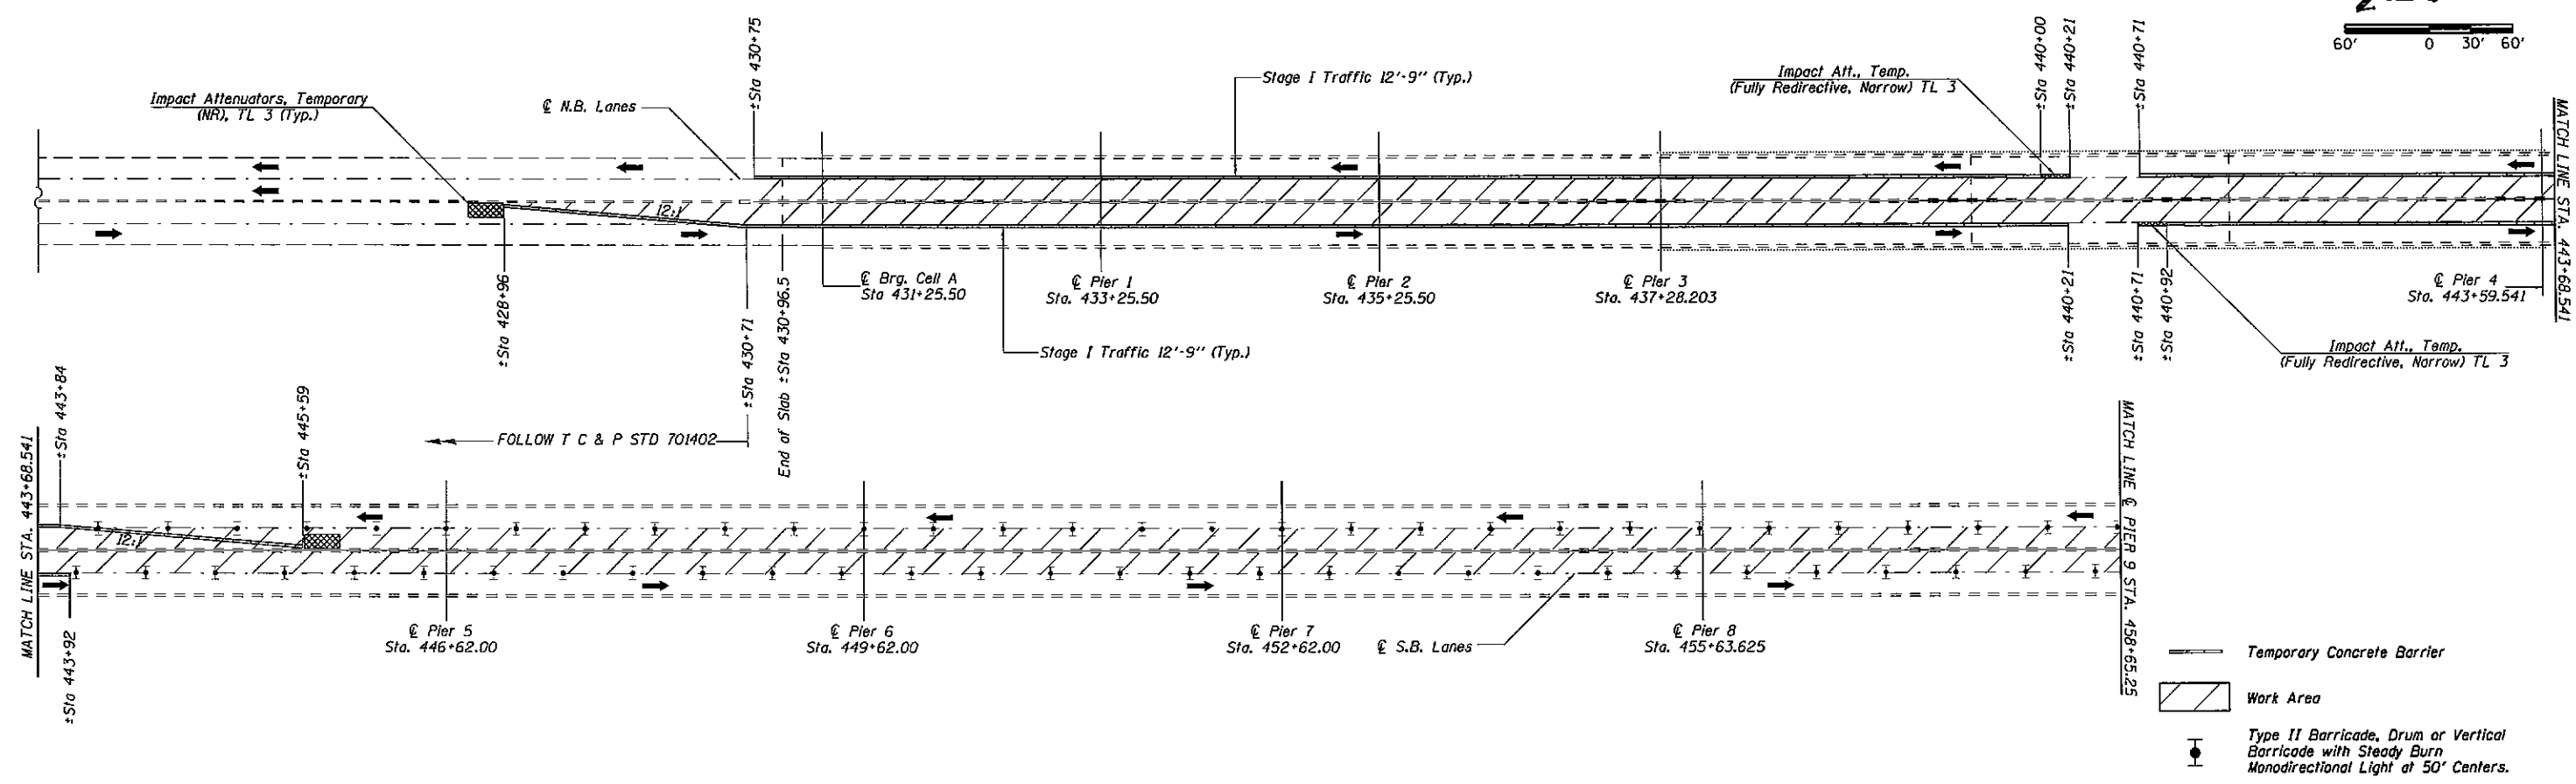 60' 0 30' 60'
±Sta 430+75
±Sta 440+00
±Sta 440+21
±Sta 440+71
Impact Attenuators, Temporary
(NR), TL 3 (Typ.)
℄ N.B. Lanes
Stage I Traffic 12'-9" (Typ.)
Impact Att., Temp.
(Fully Redirective, Narrow) TL 3
MATCH LINE STA. 443+68.541
12:1
±Sta 428+96
±Sta 430+71
End of Slab ±Sta 430+96.5
℄ Brg. Cell A
Sta 431+25.50
℄ Pier 1
Sta. 433+25.50
℄ Pier 2
Sta. 435+25.50
℄ Pier 3
Sta. 437+28.203
±Sta 440+21
±Sta 440+71
±Sta 440+92
℄ Pier 4
Sta. 443+59.541
Stage I Traffic 12'-9" (Typ.)
Impact Att., Temp.
(Fully Redirective, Narrow) TL 3
FOLLOW T C & P STD 701402
MATCH LINE STA. 443+68.541
±Sta 443+84
±Sta 445+59
12:1
±Sta 443+92
℄ Pier 5
Sta. 446+62.00
℄ Pier 6
Sta. 449+62.00
℄ Pier 7
Sta. 452+62.00
℄ S.B. Lanes
℄ Pier 8
Sta. 455+63.625
MATCH LINE ℄ PIER 9 STA. 458+65.25
Temporary Concrete Barrier
Work Area
Type II Barricade, Drum or Vertical
Barricade with Steady Burn
Monodirectional Light at 50' Centers.